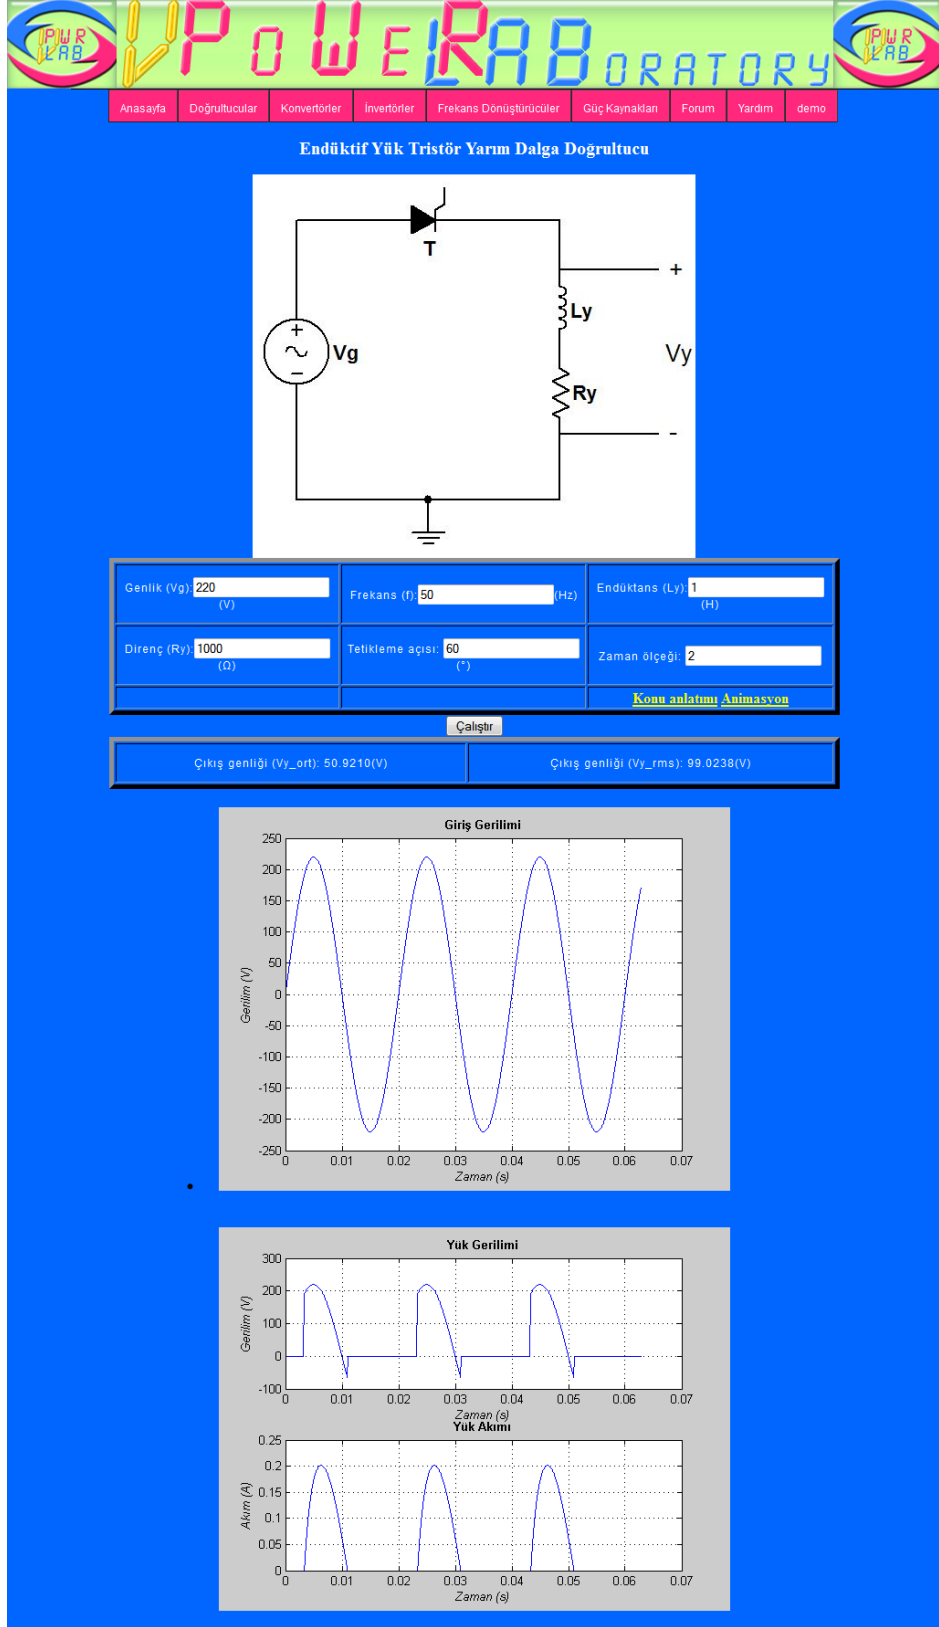 PWR LAB VPoWeRLABORATORY PWR LAB
Anasayfa Doğrultucular Konvertörler İnvertörler Frekans Dönüştürücüler Güç Kaynakları Forum Yardım demo
Endüktif Yük Tristör Yarım Dalga Doğrultucu
T
+
Ly
+
Vg
Vy
−
Ry
-
Genlik (Vg): 220 (V)
Frekans (f): 50 (Hz)
Endüktans (Ly): 1 (H)
Direnç (Ry): 1000 (Ω)
Tetikleme açısı: 60 (°)
Zaman ölçeği: 2
Konu anlatımı Animasyon
Çalıştır
Çıkış genliği (Vy_ort): 50.9210(V)
Çıkış genliği (Vy_rms): 99.0238(V)
Giriş Gerilimi
250
200
150
100
50
0
-50
-100
-150
-200
-250
Gerilim (V)
0 0.01 0.02 0.03 0.04 0.05 0.06 0.07
Zaman (s)
Yük Gerilimi
300
200
100
0
-100
Gerilim (V)
0 0.01 0.02 0.03 0.04 0.05 0.06 0.07
Zaman (s)
Yük Akımı
0.25
0.2
0.15
0.1
0.05
0
Akım (A)
0 0.01 0.02 0.03 0.04 0.05 0.06 0.07
Zaman (s)